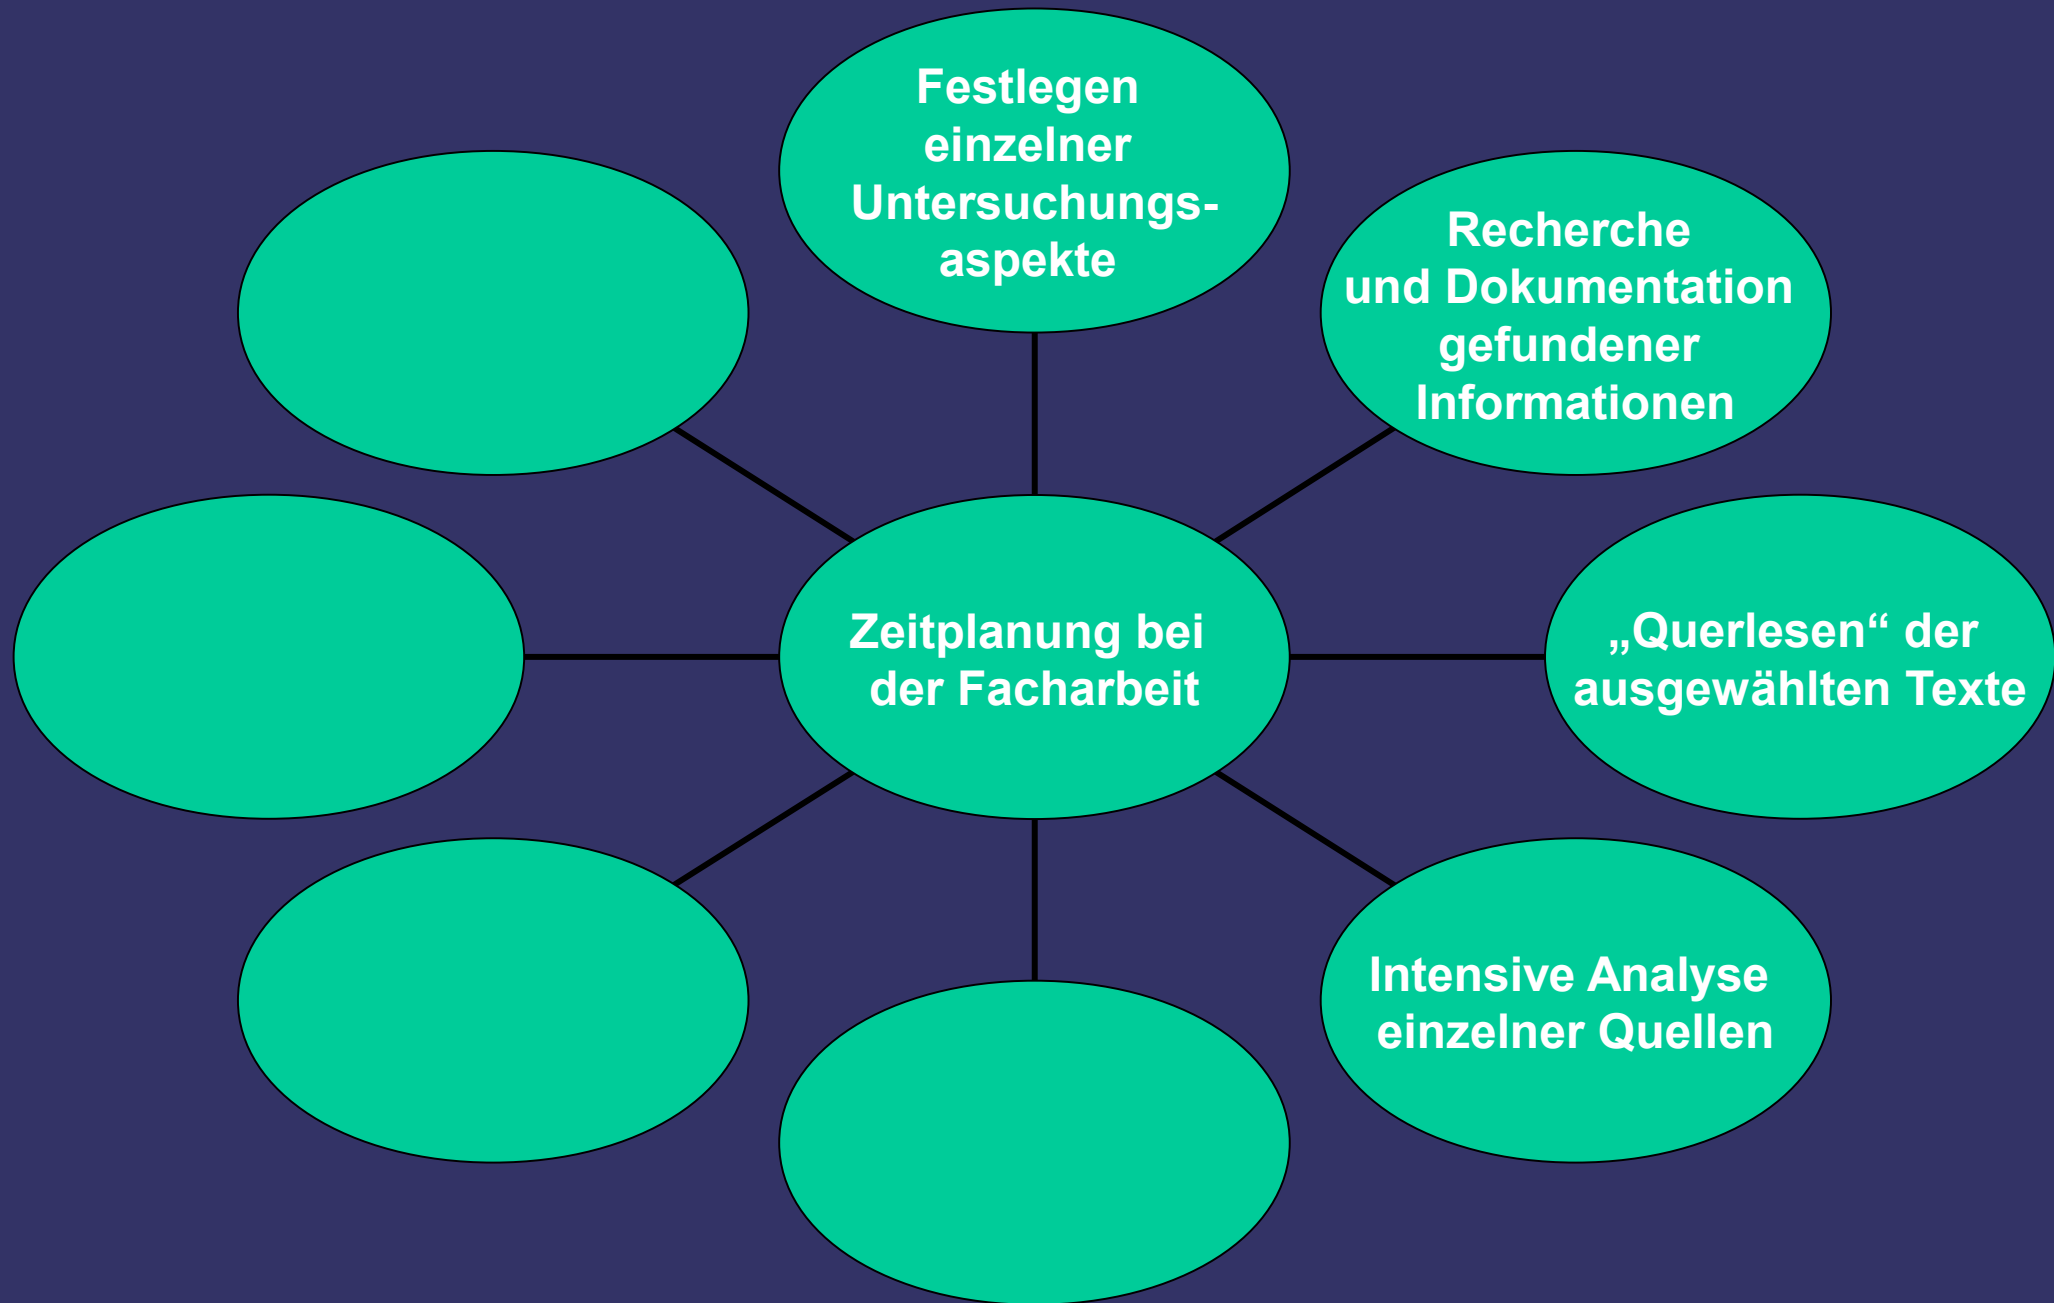 Festlegen
einzelner
Untersuchungs-
aspekte
Recherche
und Dokumentation
gefundener
Informationen
„Querlesen“ der
ausgewählten Texte
Intensive Analyse
einzelner Quellen
Zeitplanung bei
der Facharbeit